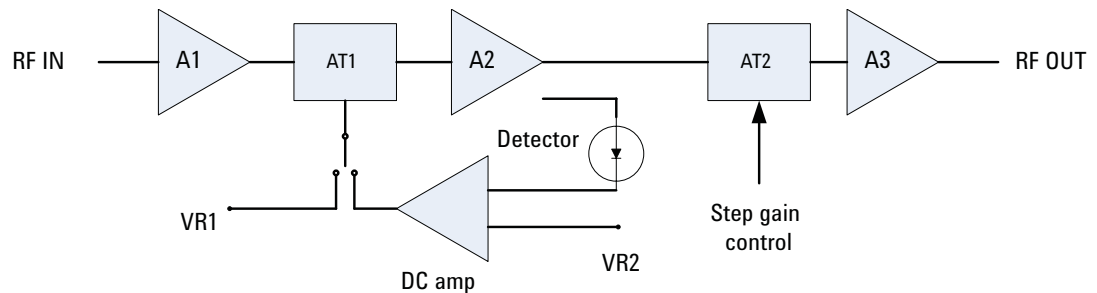 RF IN
A1
AT1
A2
AT2
A3
RF OUT
Detector
VR1
DC amp
VR2
Step gain
control